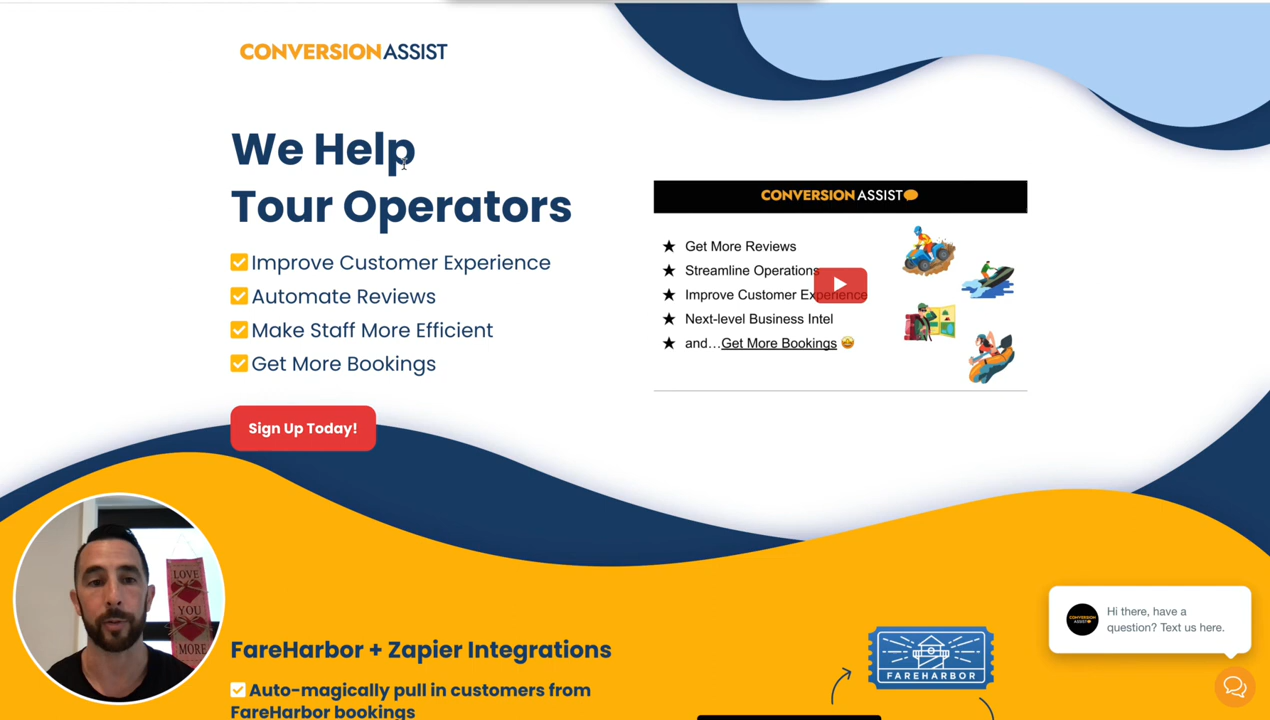 CONVERSIONASSIST
We Help
Tour Operators
Improve Customer Experience
Automate Reviews
Make Staff More Efficient
Get More Bookings
Sign Up Today!
CONVERSION ASSIST
★ Get More Reviews
★ Streamline Operations
★ Improve Customer Experience
★ Next-level Business Intel
★ and...Get More Bookings 🤩
LOVE
YOU
MORE
FareHarbor + Zapier Integrations
Auto-magically pull in customers from
FareHarbor bookings
FAREHARBOR
CONVERSION
ASSIST
Hi there, have a
question? Text us here.